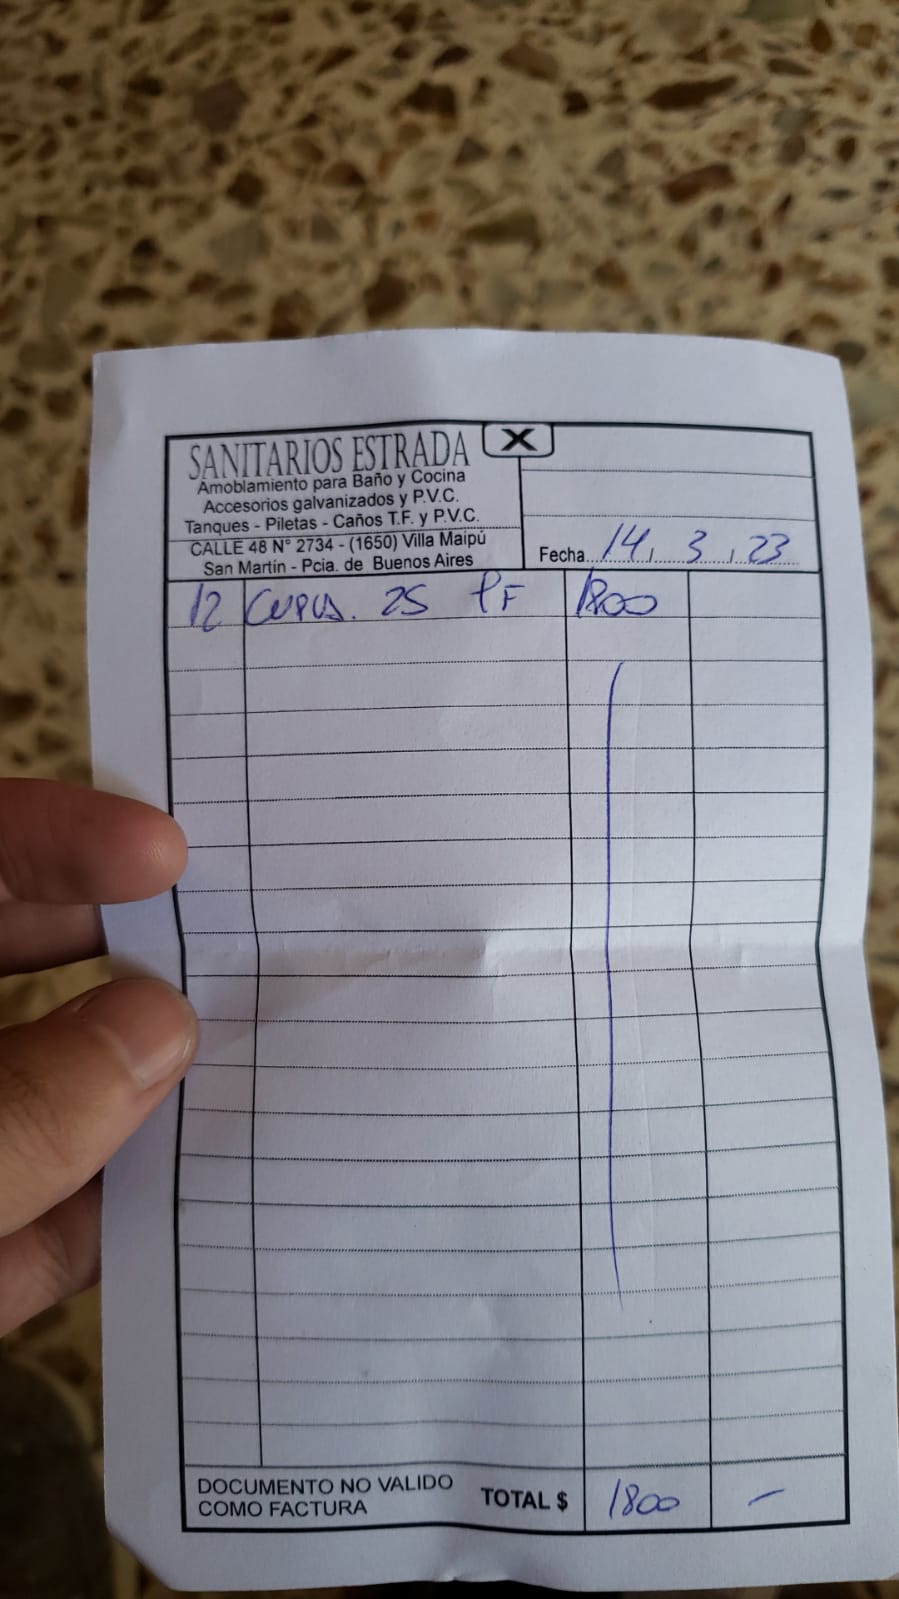 SANITARIOS ESTRADA
X
Amoblamiento para Baño y Cocina
Accesorios galvanizados y P.V.C.
Tanques - Piletas - Caños T.F. y P.V.C.
CALLE 48 N° 2734 - (1650) Villa Maipú
San Martín - Pcia. de Buenos Aires
Fecha 14, 3, 23
12 25 PF 1800
DOCUMENTO NO VALIDO
COMO FACTURA
TOTAL $ 1800 -